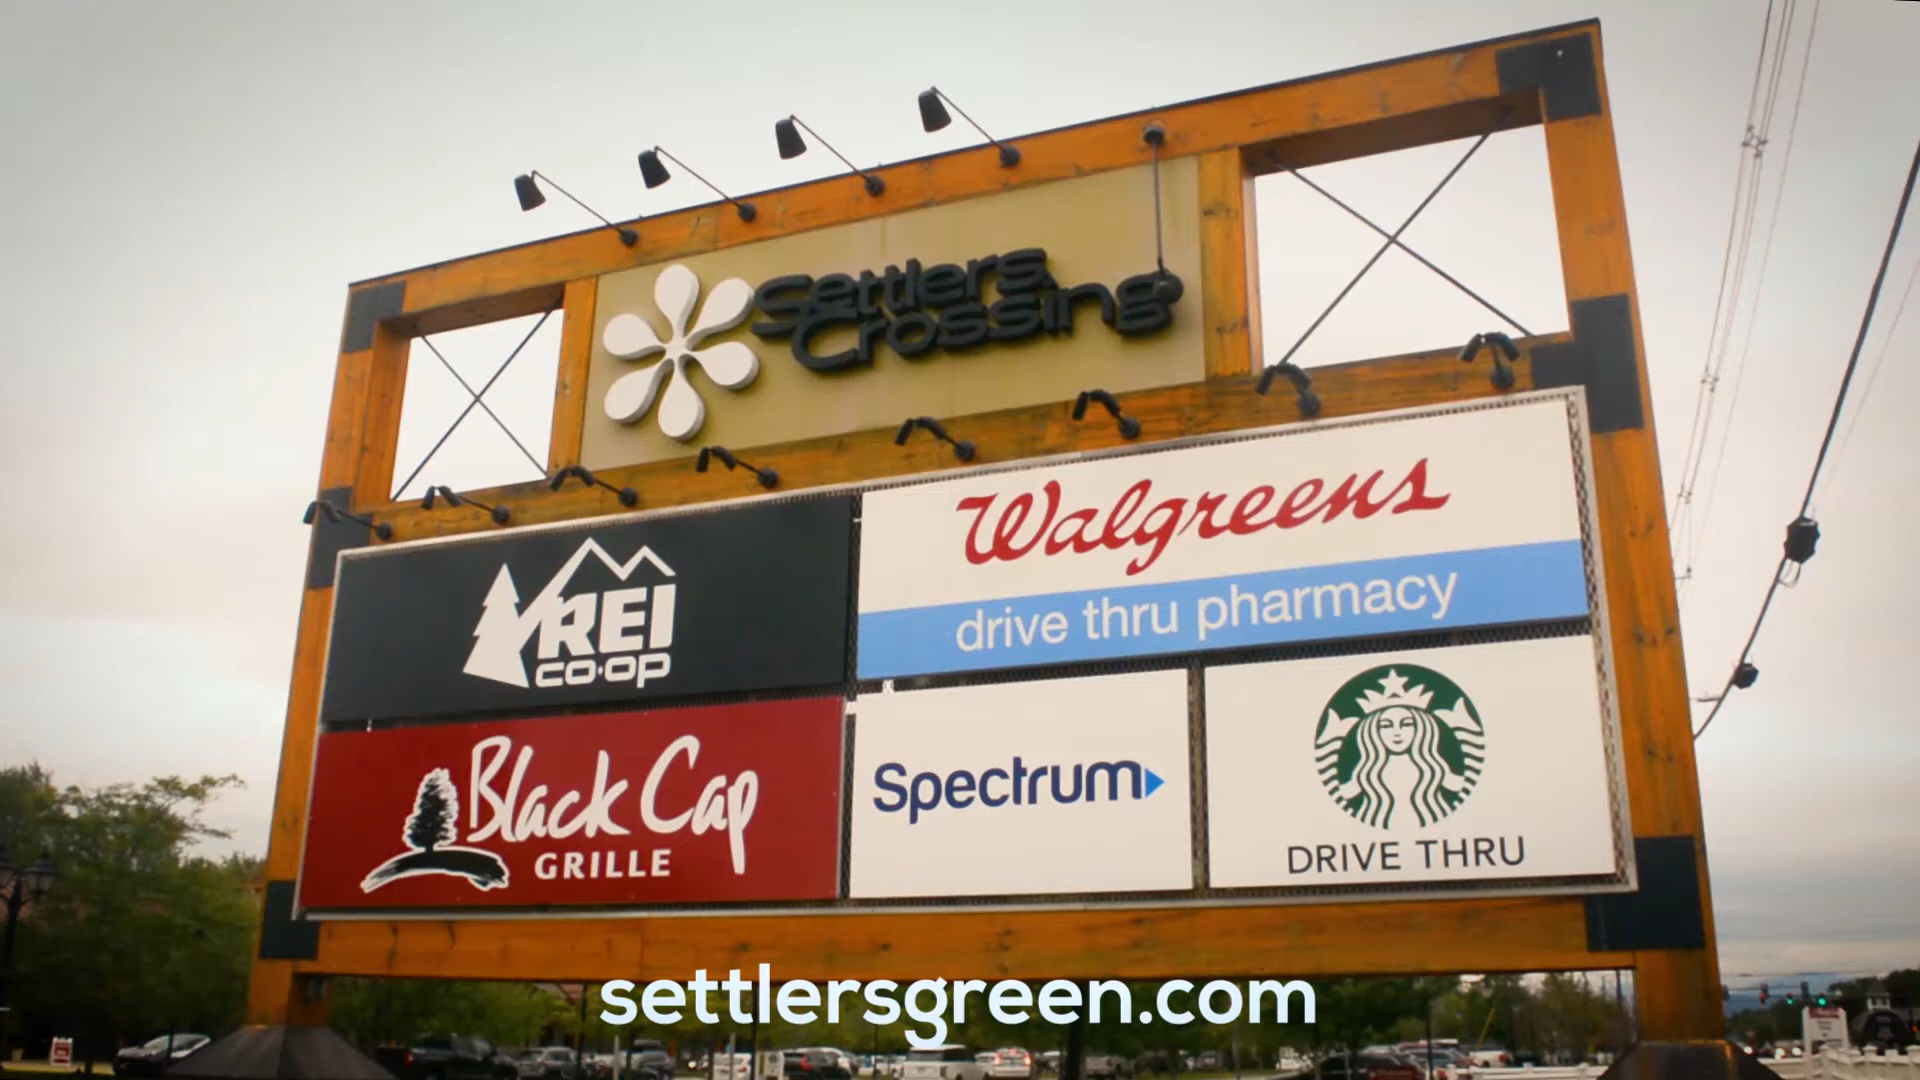 Settlers
Crossing
Walgreens
drive thru pharmacy
REI
co·op
Black Cap
GRILLE
Spectrum
DRIVE THRU
settlersgreen.com